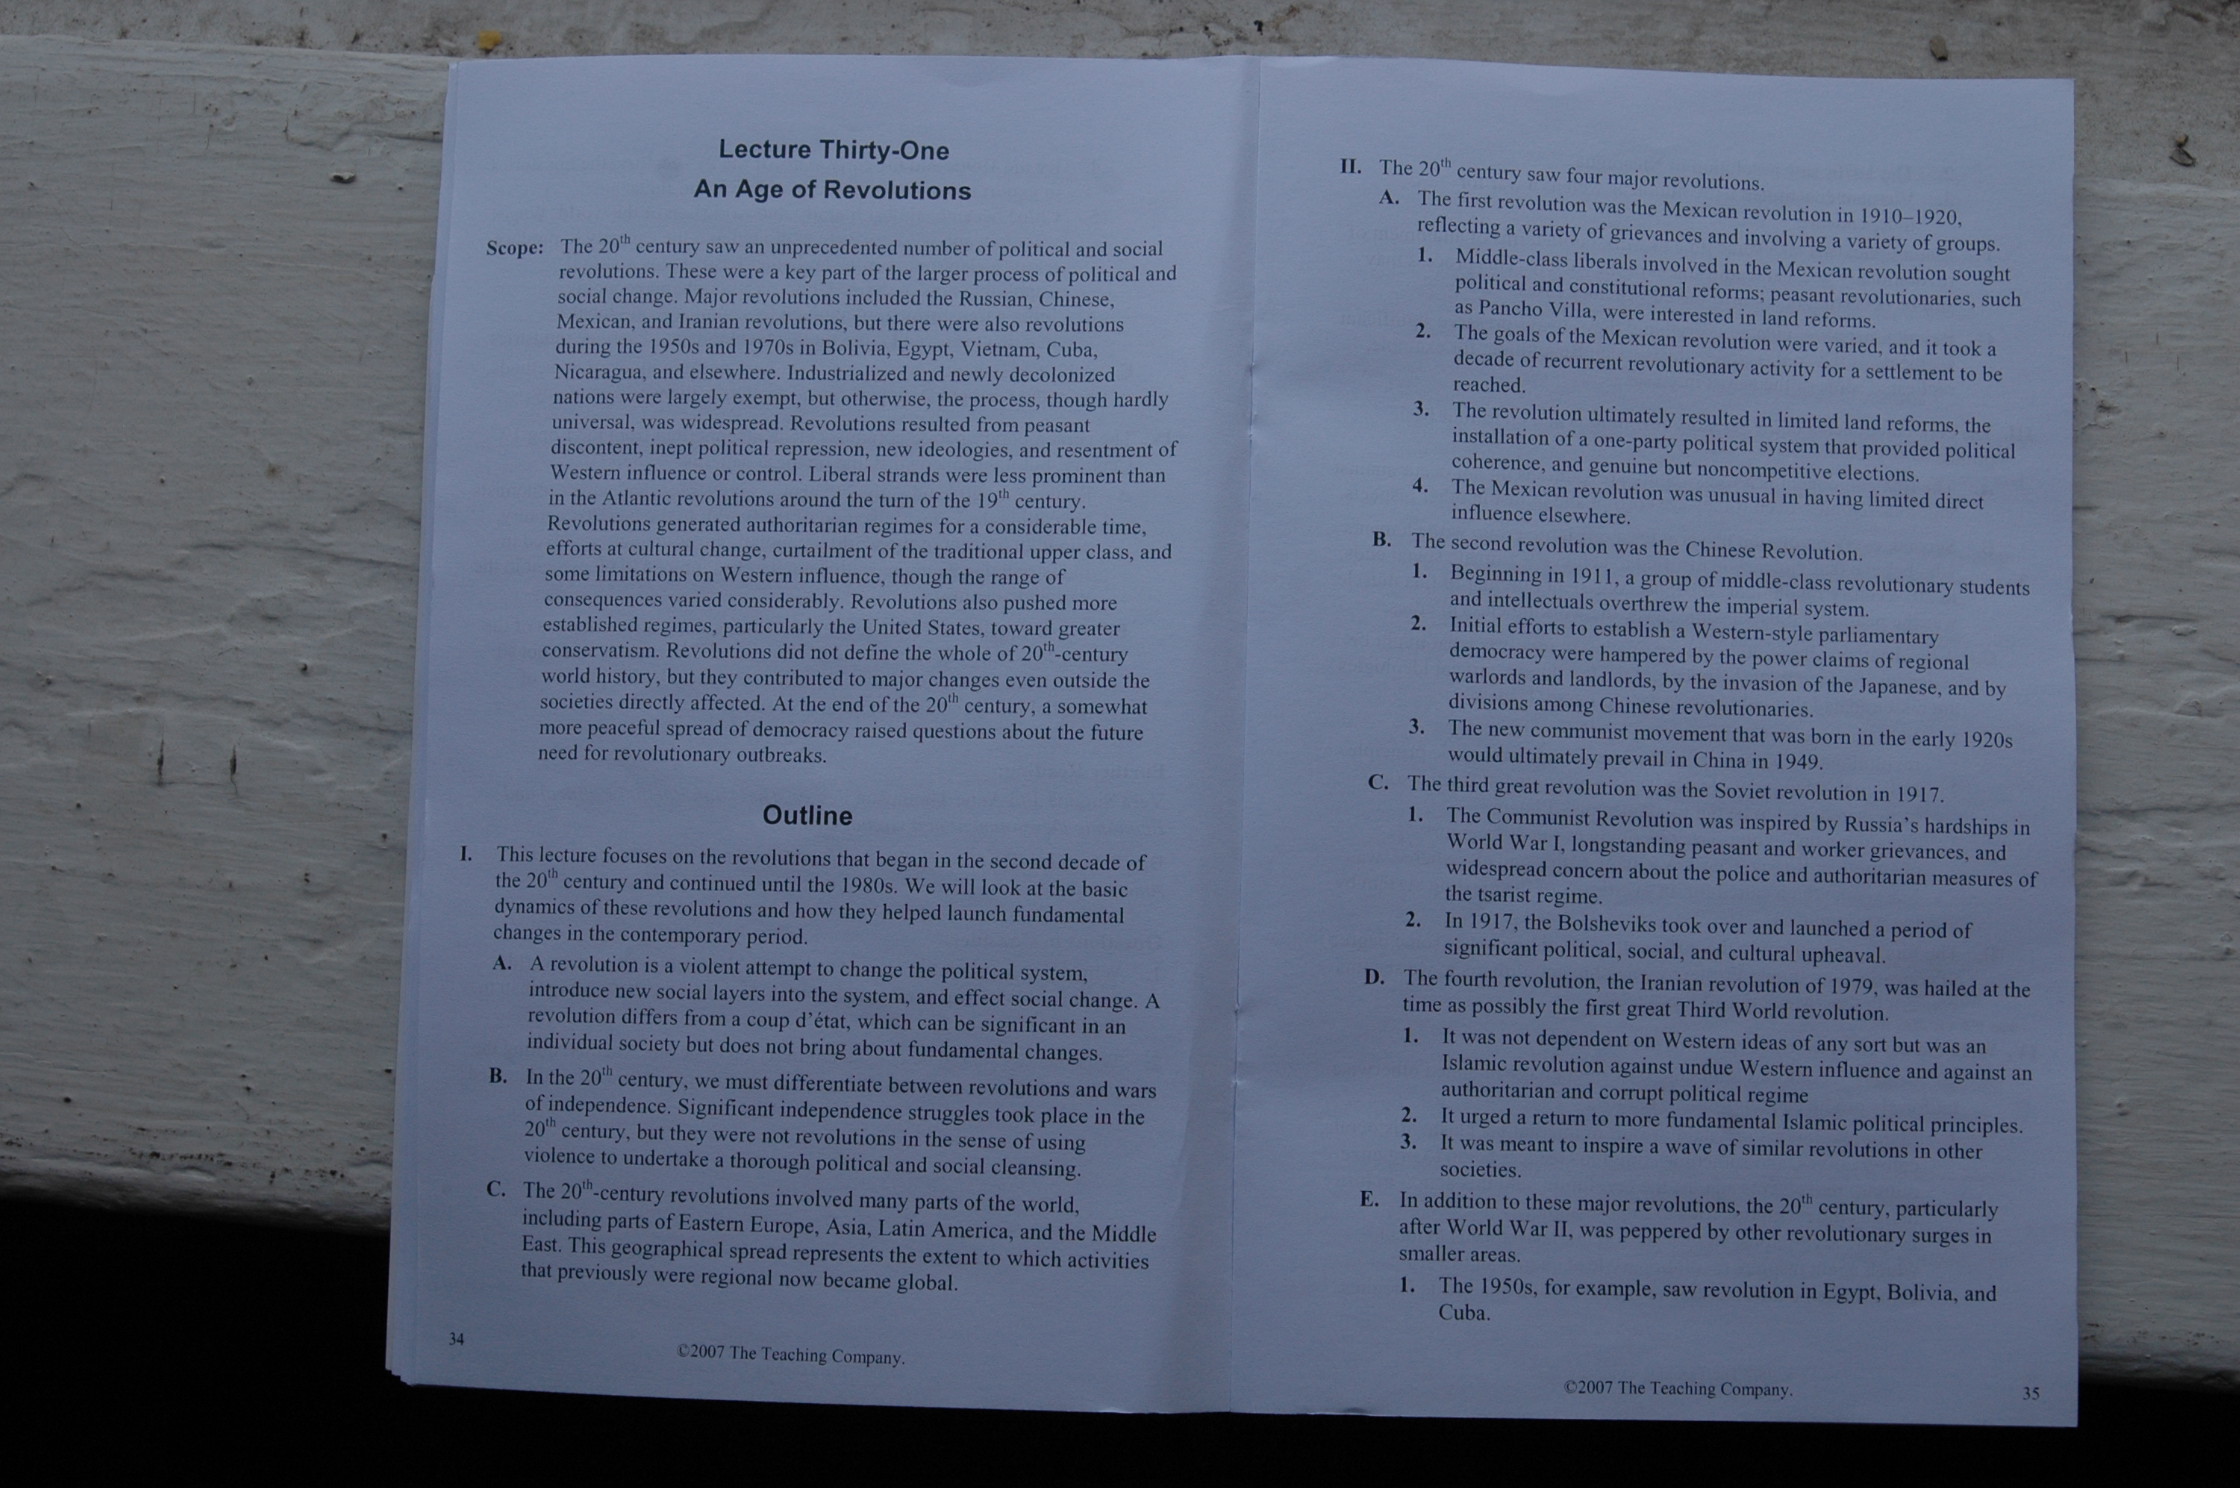 Lecture Thirty-One
An Age of Revolutions
Scope: The 20th century saw an unprecedented number of political and social
revolutions. These were a key part of the larger process of political and
social change. Major revolutions included the Russian, Chinese,
Mexican, and Iranian revolutions, but there were also revolutions
during the 1950s and 1970s in Bolivia, Egypt, Vietnam, Cuba,
Nicaragua, and elsewhere. Industrialized and newly decolonized
nations were largely exempt, but otherwise, the process, though hardly
universal, was widespread. Revolutions resulted from peasant
discontent, inept political repression, new ideologies, and resentment of
Western influence or control. Liberal strands were less prominent than
in the Atlantic revolutions around the turn of the 19th century.
Revolutions generated authoritarian regimes for a considerable time,
efforts at cultural change, curtailment of the traditional upper class, and
some limitations on Western influence, though the range of
consequences varied considerably. Revolutions also pushed more
established regimes, particularly the United States, toward greater
conservatism. Revolutions did not define the whole of 20th-century
world history, but they contributed to major changes even outside the
societies directly affected. At the end of the 20th century, a somewhat
more peaceful spread of democracy raised questions about the future
need for revolutionary outbreaks.
Outline
I. This lecture focuses on the revolutions that began in the second decade of
the 20th century and continued until the 1980s. We will look at the basic
dynamics of these revolutions and how they helped launch fundamental
changes in the contemporary period.
A. A revolution is a violent attempt to change the political system,
introduce new social layers into the system, and effect social change. A
revolution differs from a coup d'état, which can be significant in an
individual society but does not bring about fundamental changes.
B. In the 20th century, we must differentiate between revolutions and wars
of independence. Significant independence struggles took place in the
20th century, but they were not revolutions in the sense of using
violence to undertake a thorough political and social cleansing.
C. The 20th-century revolutions involved many parts of the world,
including parts of Eastern Europe, Asia, Latin America, and the Middle
East. This geographical spread represents the extent to which activities
that previously were regional now became global.
34
©2007 The Teaching Company.
II. The 20th century saw four major revolutions.
A. The first revolution was the Mexican revolution in 1910–1920,
reflecting a variety of grievances and involving a variety of groups.
1. Middle-class liberals involved in the Mexican revolution sought
political and constitutional reforms; peasant revolutionaries, such
as Pancho Villa, were interested in land reforms.
2. The goals of the Mexican revolution were varied, and it took a
decade of recurrent revolutionary activity for a settlement to be
reached.
3. The revolution ultimately resulted in limited land reforms, the
installation of a one-party political system that provided political
coherence, and genuine but noncompetitive elections.
4. The Mexican revolution was unusual in having limited direct
influence elsewhere.
B. The second revolution was the Chinese Revolution.
1. Beginning in 1911, a group of middle-class revolutionary students
and intellectuals overthrew the imperial system.
2. Initial efforts to establish a Western-style parliamentary
democracy were hampered by the power claims of regional
warlords and landlords, by the invasion of the Japanese, and by
divisions among Chinese revolutionaries.
3. The new communist movement that was born in the early 1920s
would ultimately prevail in China in 1949.
C. The third great revolution was the Soviet revolution in 1917.
1. The Communist Revolution was inspired by Russia's hardships in
World War I, longstanding peasant and worker grievances, and
widespread concern about the police and authoritarian measures of
the tsarist regime.
2. In 1917, the Bolsheviks took over and launched a period of
significant political, social, and cultural upheaval.
D. The fourth revolution, the Iranian revolution of 1979, was hailed at the
time as possibly the first great Third World revolution.
1. It was not dependent on Western ideas of any sort but was an
Islamic revolution against undue Western influence and against an
authoritarian and corrupt political regime
2. It urged a return to more fundamental Islamic political principles.
3. It was meant to inspire a wave of similar revolutions in other
societies.
E. In addition to these major revolutions, the 20th century, particularly
after World War II, was peppered by other revolutionary surges in
smaller areas.
1. The 1950s, for example, saw revolution in Egypt, Bolivia, and
Cuba.
©2007 The Teaching Company.
35